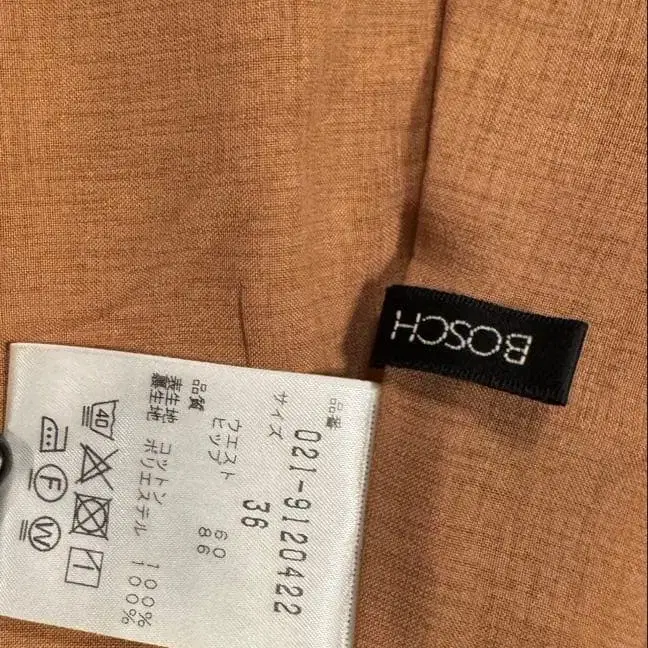 BOSCH
品番
021-9120422
サイズ 36
ウエスト 60
ヒップ 86
品質
表生地 コットン 100%
裏生地 ポリエステル 100%
40
F
W